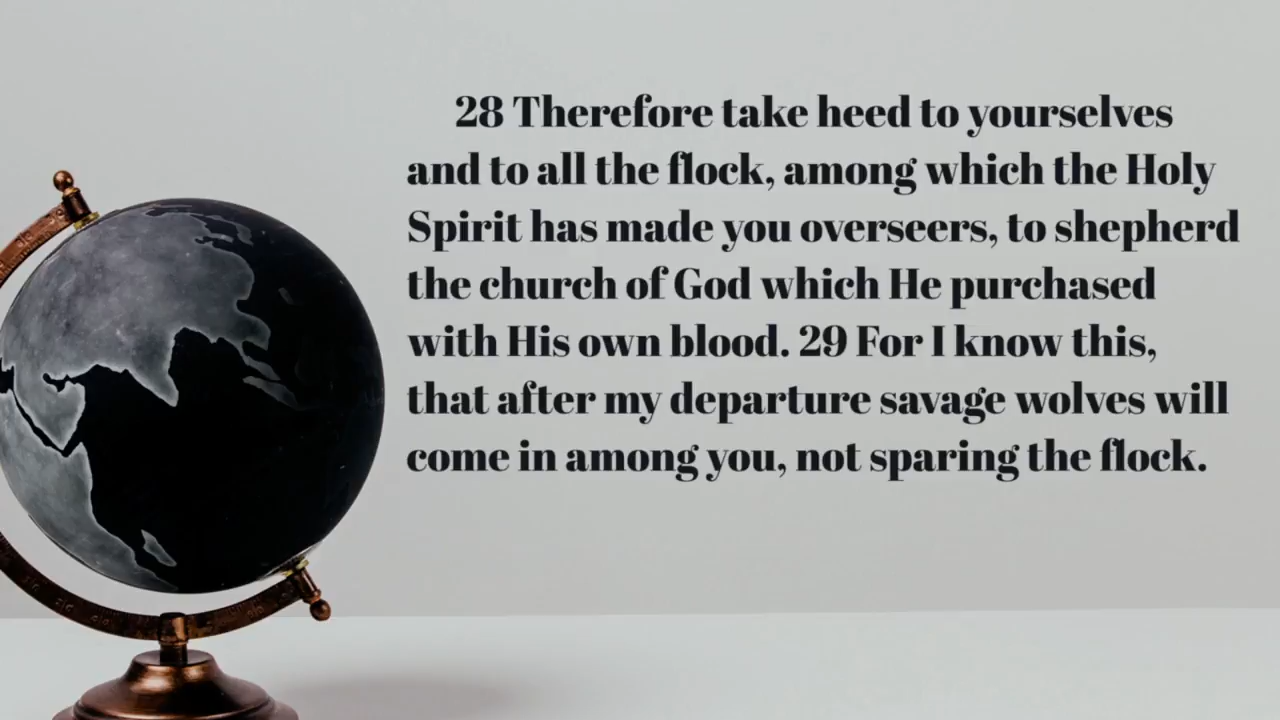 28 Therefore take heed to yourselves
and to all the flock, among which the Holy
Spirit has made you overseers, to shepherd
the church of God which He purchased
with His own blood. 29 For I know this,
that after my departure savage wolves will
come in among you, not sparing the flock.